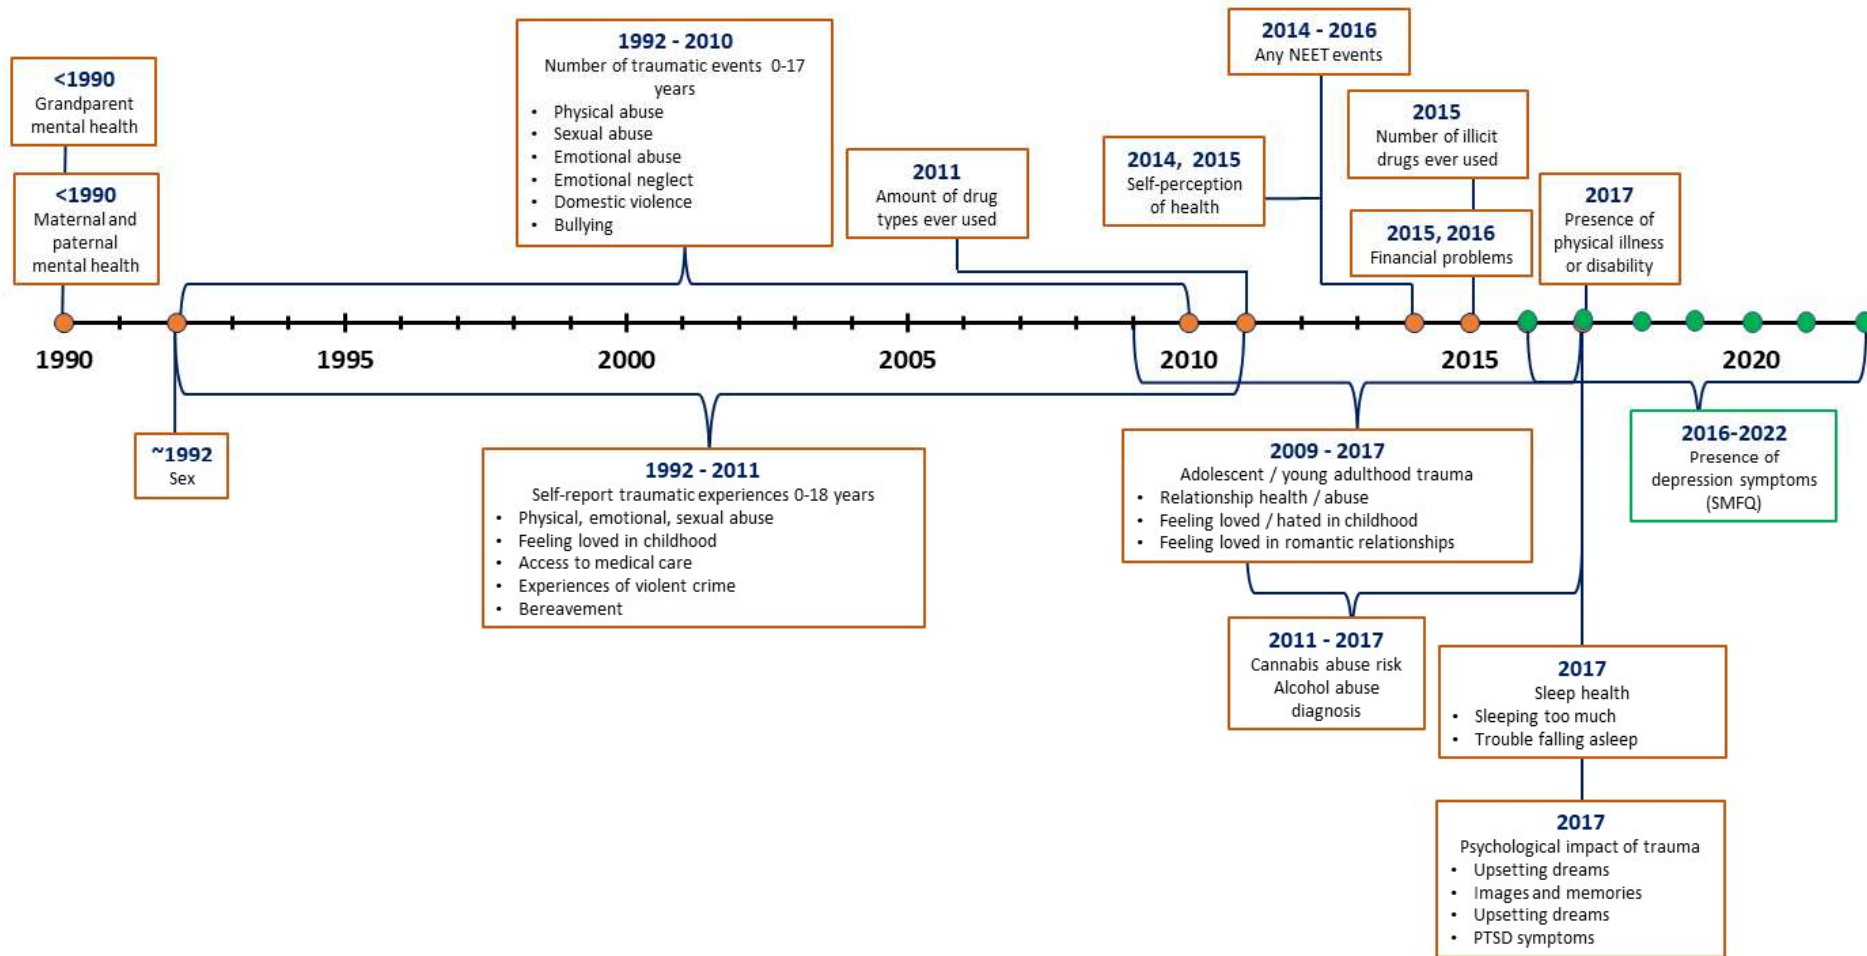 <1990
Grandparent
mental health
<1990
Maternal and
paternal
mental health
1992 - 2010
Number of traumatic events 0-17
years
• Physical abuse
• Sexual abuse
• Emotional abuse
• Emotional neglect
• Domestic violence
• Bullying
2011
Amount of drug
types ever used
2014 - 2016
Any NEET events
2014, 2015
Self-perception
of health
2015
Number of illicit
drugs ever used
2015, 2016
Financial problems
2017
Presence of
physical illness
or disability
1990
1995
2000
2005
2010
2015
2020
~1992
Sex
1992 - 2011
Self-report traumatic experiences 0-18 years
• Physical, emotional, sexual abuse
• Feeling loved in childhood
• Access to medical care
• Experiences of violent crime
• Bereavement
2009 - 2017
Adolescent / young adulthood trauma
• Relationship health / abuse
• Feeling loved / hated in childhood
• Feeling loved in romantic relationships
2016-2022
Presence of
depression symptoms
(SMFQ)
2011 - 2017
Cannabis abuse risk
Alcohol abuse
diagnosis
2017
Sleep health
• Sleeping too much
• Trouble falling asleep
2017
Psychological impact of trauma
• Upsetting dreams
• Images and memories
• Upsetting dreams
• PTSD symptoms